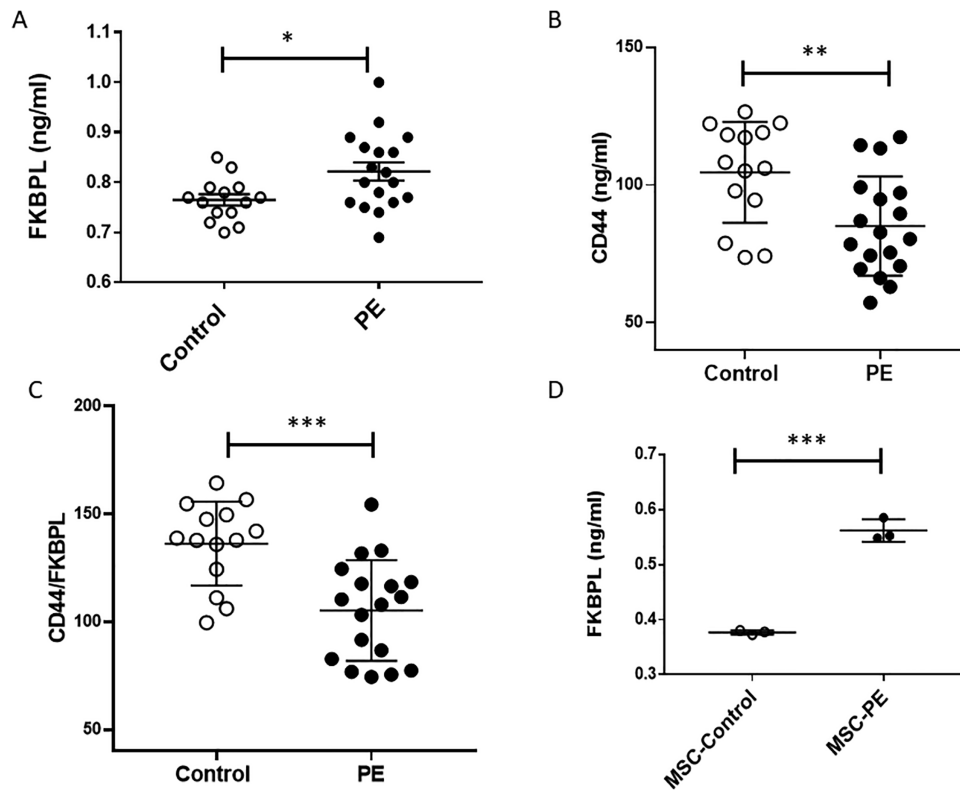 A
FKBPL (ng/ml)
1.1
1.0
0.9
0.8
0.7
0.6
*
Control
PE
B
CD44 (ng/ml)
150
100
50
**
Control
PE
C
CD44/FKBPL
200
150
100
50
***
Control
PE
D
FKBPL (ng/ml)
0.7
0.6
0.5
0.4
0.3
***
MSC-Control
MSC-PE